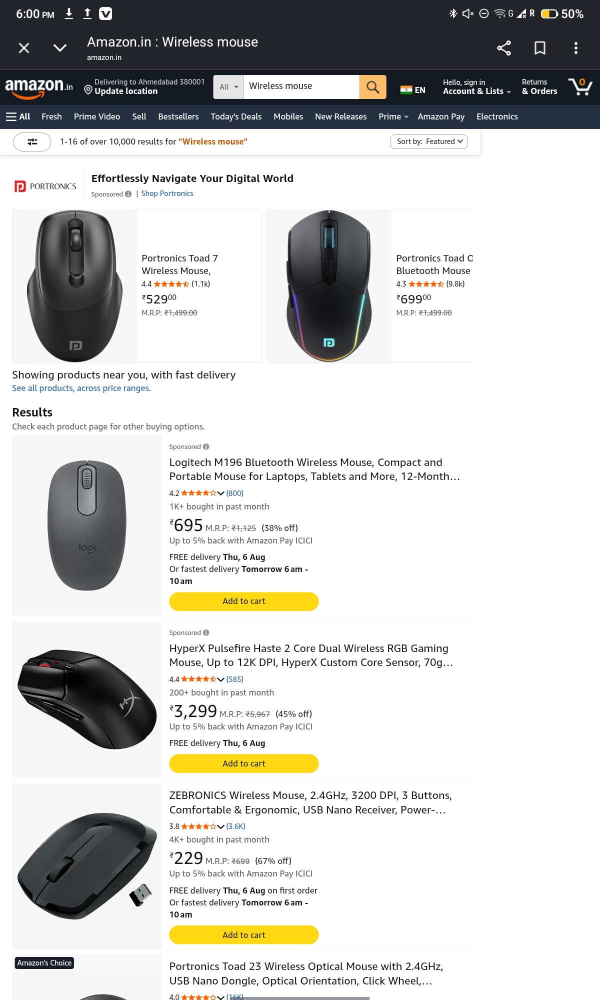 6:00 PM
G R 50%
Amazon.in : Wireless mouse
amazon.in
amazon.in
Delivering to Ahmedabad 380001
Update location
All
Wireless mouse
EN
Hello, sign in
Account & Lists
Returns
& Orders
0
All Fresh Prime Video Sell Bestsellers Today's Deals Mobiles New Releases Prime Amazon Pay Electronics
1-16 of over 10,000 results for "Wireless mouse"
Sort by: Featured
PORTRONICS
Effortlessly Navigate Your Digital World
Sponsored | Shop Portronics
Portronics Toad 7
Wireless Mouse,
4.4 (1.1k)
₹52900
M.R.P: ₹1,499.00
Portronics Toad O
Bluetooth Mouse
4.3 (9.8k)
₹69900
M.R.P: ₹1,499.00
Showing products near you, with fast delivery
See all products, across price ranges.
Results
Check each product page for other buying options.
logi
Sponsored
Logitech M196 Bluetooth Wireless Mouse, Compact and
Portable Mouse for Laptops, Tablets and More, 12-Month…
4.2 (800)
1K+ bought in past month
₹695 M.R.P: ₹1,125 (38% off)
Up to 5% back with Amazon Pay ICICI
FREE delivery Thu, 6 Aug
Or fastest delivery Tomorrow 6 am -
10 am
Add to cart
Sponsored
HyperX Pulsefire Haste 2 Core Dual Wireless RGB Gaming
Mouse, Up to 12K DPI, HyperX Custom Core Sensor, 70g…
4.4 (585)
200+ bought in past month
₹3,299 M.R.P: ₹5,967 (45% off)
Up to 5% back with Amazon Pay ICICI
FREE delivery Thu, 6 Aug
Add to cart
ZEBRONICS Wireless Mouse, 2.4GHz, 3200 DPI, 3 Buttons,
Comfortable & Ergonomic, USB Nano Receiver, Power-…
3.8 (3.6K)
4K+ bought in past month
₹229 M.R.P: ₹699 (67% off)
Up to 5% back with Amazon Pay ICICI
FREE delivery Thu, 6 Aug on first order
Or fastest delivery Tomorrow 6 am -
10 am
Add to cart
Amazon's Choice
Portronics Toad 23 Wireless Optical Mouse with 2.4GHz,
USB Nano Dongle, Optical Orientation, Click Wheel,…
4.0 (16K)